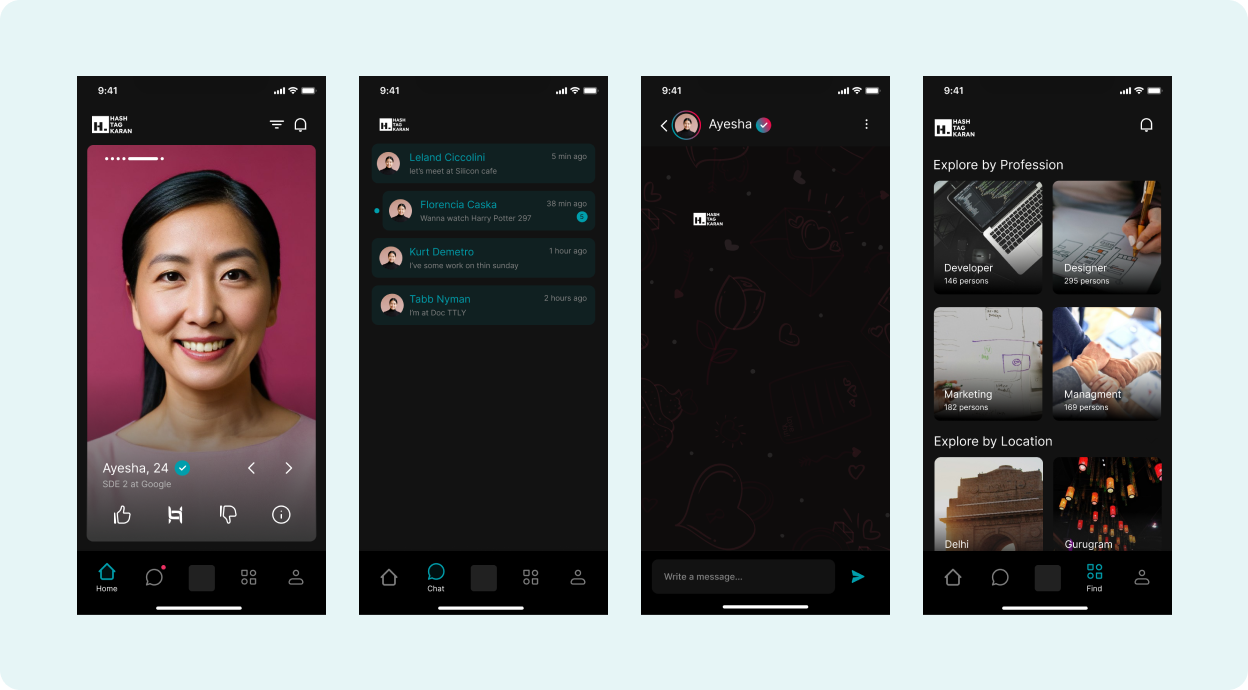 9:41
H.
HASH
TAG
KARAN
Ayesha, 24
SDE 2 at Google
Home
9:41
H.
HASH
TAG
KARAN
Leland Ciccolini
5 min ago
let's meet at Silicon cafe
Florencia Caska
38 min ago
Wanna watch Harry Potter 297
5
Kurt Demetro
1 hour ago
I've some work on thin sunday
Tabb Nyman
2 hours ago
I'm at Doc TTLY
Chat
9:41
Ayesha
H.
HASH
TAG
KARAN
Write a message...
9:41
H.
HASH
TAG
KARAN
Explore by Profession
Developer
146 persons
Designer
295 persons
Marketing
182 persons
Managment
169 persons
Explore by Location
Delhi
Gurugram
Find